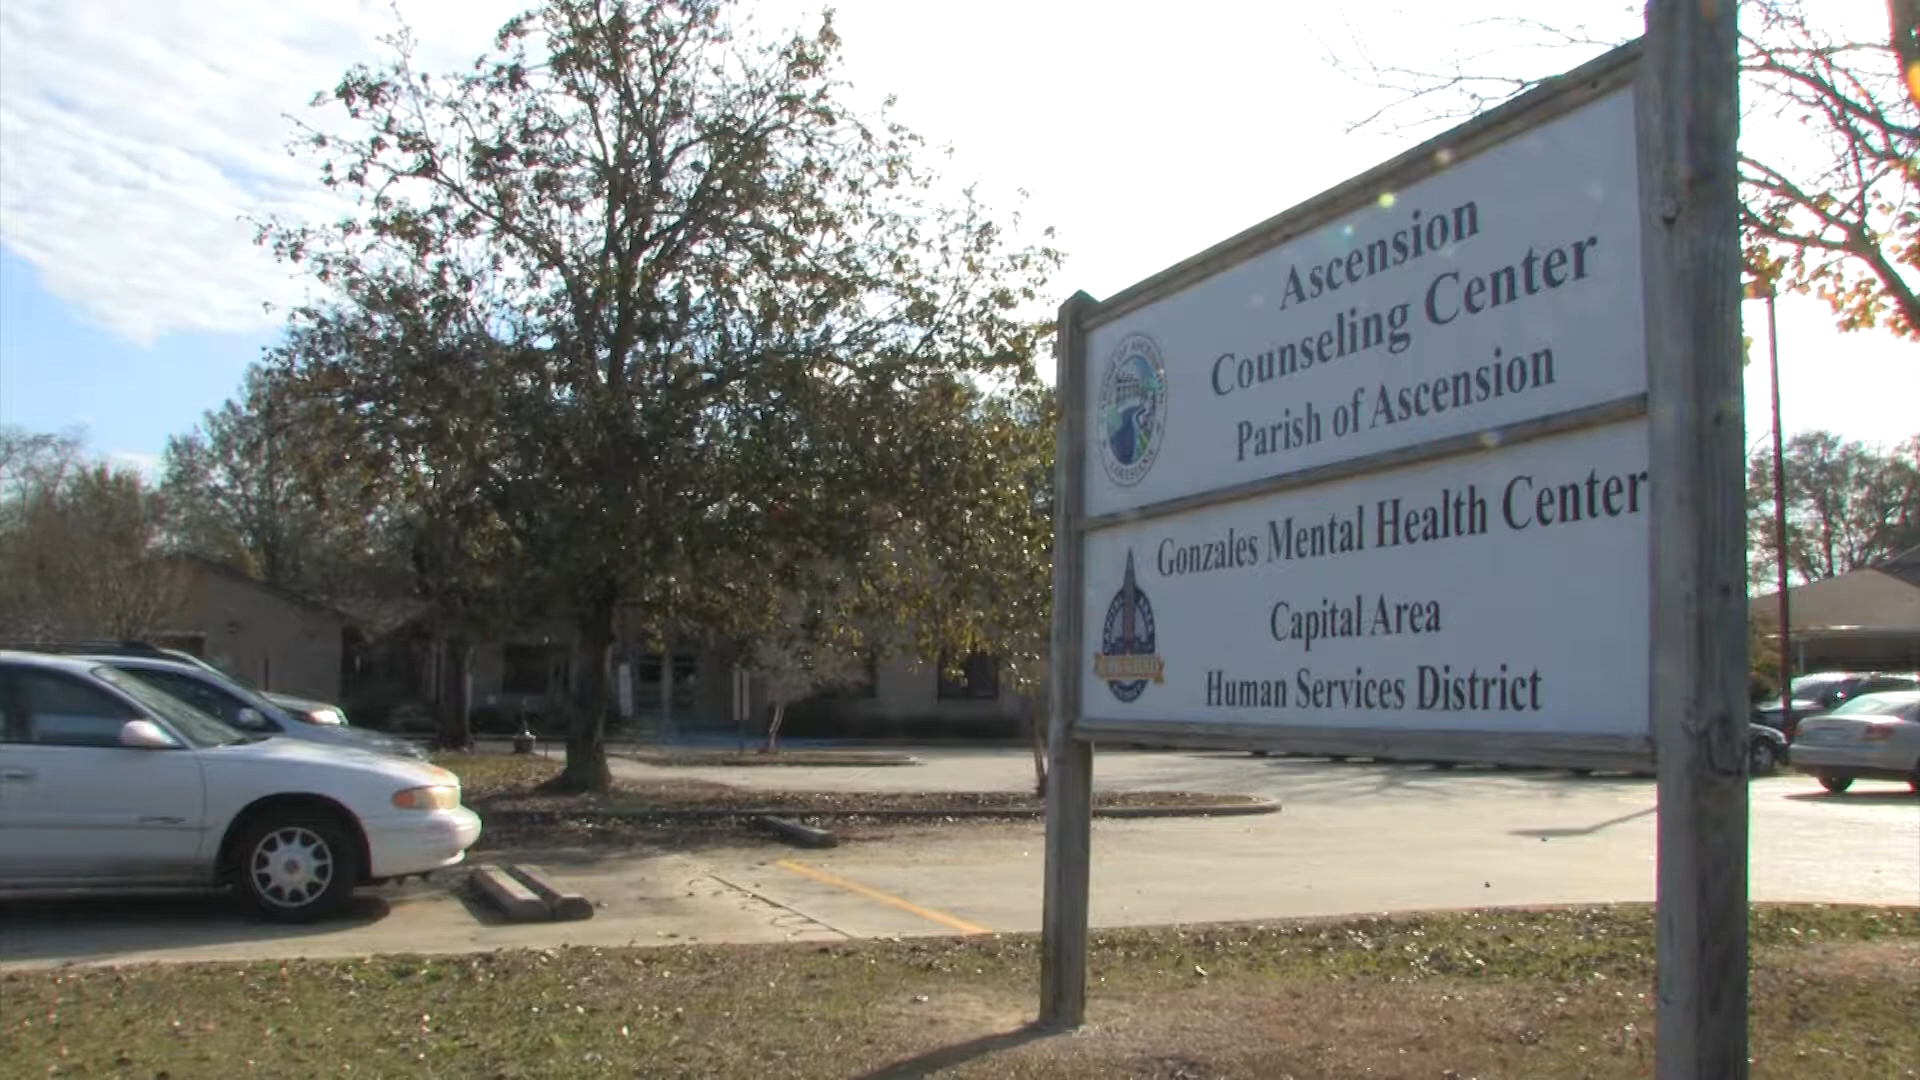 Ascension
Counseling Center
Parish of Ascension
Gonzales Mental Health Center
Capital Area
Human Services District